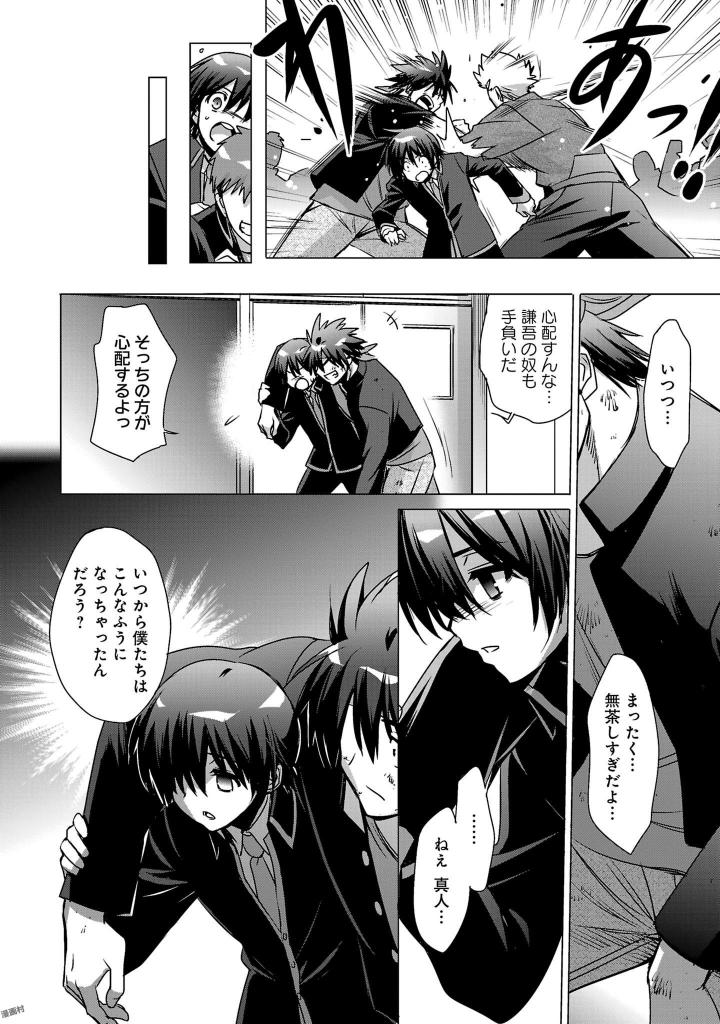 わ
あっ!!
いつつ…
心配すんな…
謙吾の奴も
手負いだ
そっちの方が
心配するよっ
まったく…
無茶しすぎだよ…
……
ねぇ 真人…
いつから僕たちは
こんなふうに
なっちゃったん
だろう?
漫画村